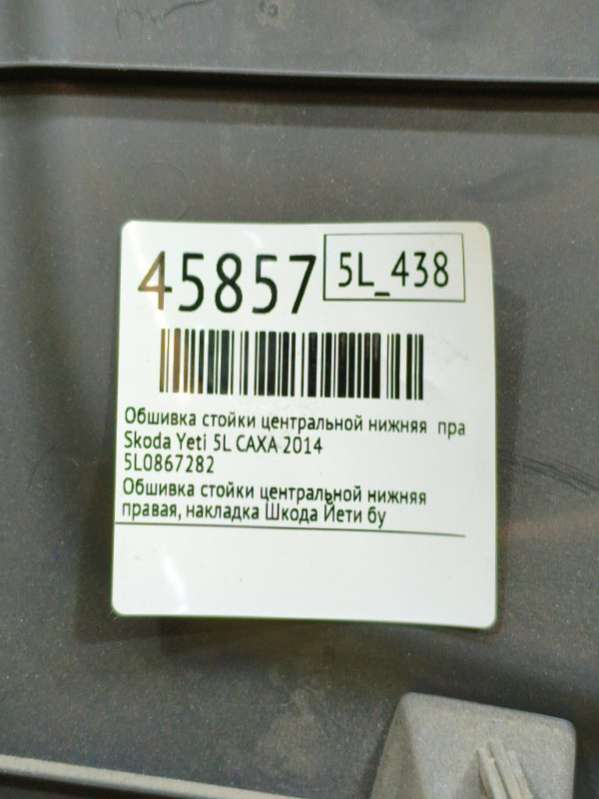 45857
5L_438
Обшивка стойки центральной нижняя пра
Skoda Yeti 5L CAXA 2014
5L0867282
Обшивка стойки центральной нижняя
правая, накладка Шкода Йети бу